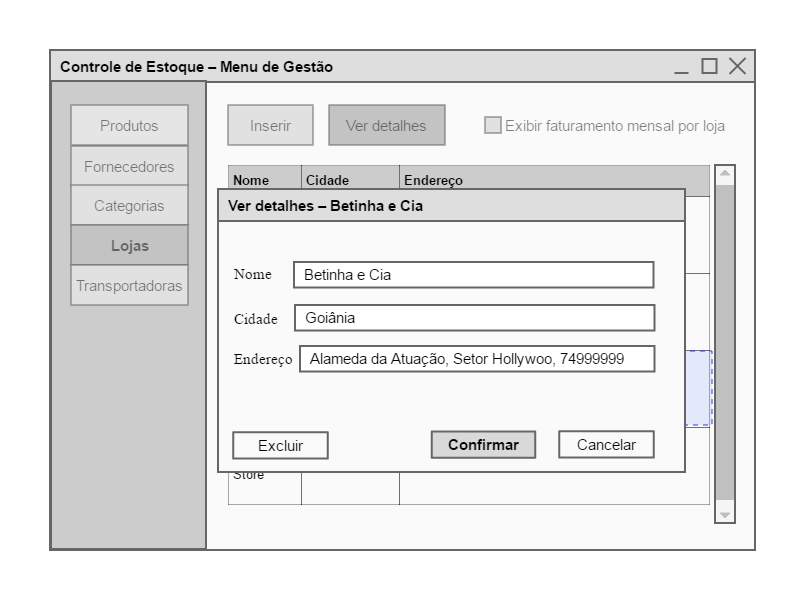 Controle de Estoque – Menu de Gestão
Produtos
Fornecedores
Categorias
Lojas
Transportadoras
Inserir
Ver detalhes
Exibir faturamento mensal por loja
Nome
Cidade
Endereço
Ver detalhes – Betinha e Cia
Nome
Betinha e Cia
Cidade
Goiânia
Endereço
Alameda da Atuação, Setor Hollywoo, 74999999
Excluir
Confirmar
Cancelar
Store